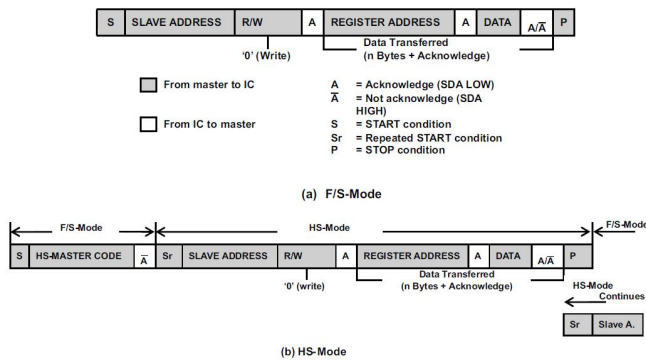 S SLAVE ADDRESS R/W A REGISTER ADDRESS A DATA A/A̅ P
'0' (Write)
Data Transferred
(n Bytes + Acknowledge)
From master to IC
From IC to master
A = Acknowledge (SDA LOW)
A̅ = Not acknowledge (SDA
HIGH)
S = START condition
Sr = Repeated START condition
P = STOP condition
(a) F/S-Mode
F/S-Mode HS-Mode F/S-Mode
S HS-MASTER CODE A̅ Sr SLAVE ADDRESS R/W A REGISTER ADDRESS A DATA A/A̅ P
'0' (write)
Data Transferred
(n Bytes + Acknowledge)
HS-Mode
Continues
Sr Slave A.
(b) HS-Mode